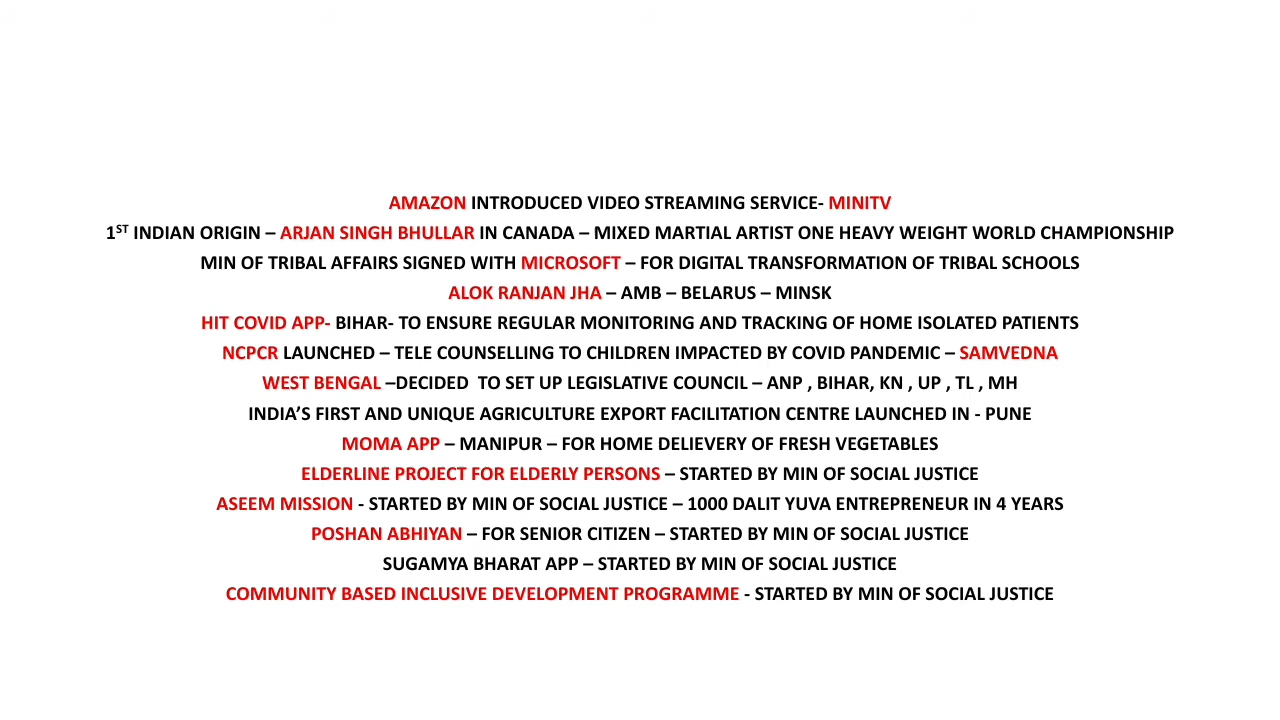 AMAZON INTRODUCED VIDEO STREAMING SERVICE- MINITV
1ST INDIAN ORIGIN – ARJAN SINGH BHULLAR IN CANADA – MIXED MARTIAL ARTIST ONE HEAVY WEIGHT WORLD CHAMPIONSHIP
MIN OF TRIBAL AFFAIRS SIGNED WITH MICROSOFT – FOR DIGITAL TRANSFORMATION OF TRIBAL SCHOOLS
ALOK RANJAN JHA – AMB – BELARUS – MINSK
HIT COVID APP- BIHAR- TO ENSURE REGULAR MONITORING AND TRACKING OF HOME ISOLATED PATIENTS
NCPCR LAUNCHED – TELE COUNSELLING TO CHILDREN IMPACTED BY COVID PANDEMIC – SAMVEDNA
WEST BENGAL –DECIDED  TO SET UP LEGISLATIVE COUNCIL – ANP , BIHAR, KN , UP , TL , MH
INDIA’S FIRST AND UNIQUE AGRICULTURE EXPORT FACILITATION CENTRE LAUNCHED IN - PUNE
MOMA APP – MANIPUR – FOR HOME DELIEVERY OF FRESH VEGETABLES
ELDERLINE PROJECT FOR ELDERLY PERSONS – STARTED BY MIN OF SOCIAL JUSTICE
ASEEM MISSION - STARTED BY MIN OF SOCIAL JUSTICE – 1000 DALIT YUVA ENTREPRENEUR IN 4 YEARS
POSHAN ABHIYAN – FOR SENIOR CITIZEN – STARTED BY MIN OF SOCIAL JUSTICE
SUGAMYA BHARAT APP – STARTED BY MIN OF SOCIAL JUSTICE
COMMUNITY BASED INCLUSIVE DEVELOPMENT PROGRAMME - STARTED BY MIN OF SOCIAL JUSTICE